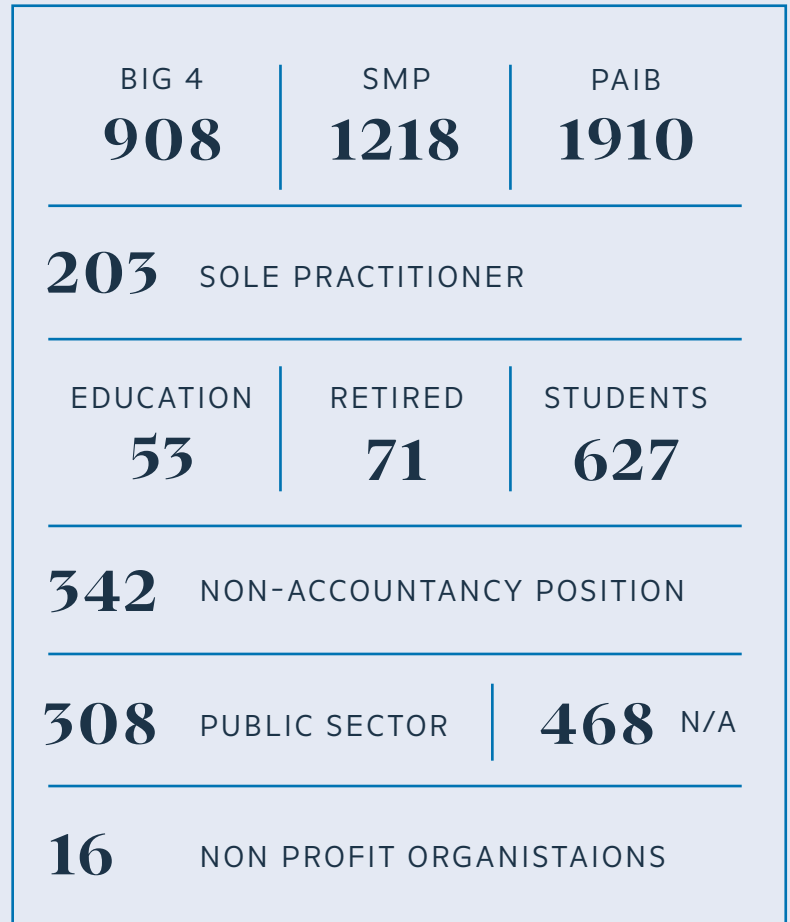 BIG 4 SMP PAIB
908 1218 1910
203 SOLE PRACTITIONER
EDUCATION RETIRED STUDENTS
53 71 627
342 NON-ACCOUNTANCY POSITION
308 PUBLIC SECTOR 468 N/A
16 NON PROFIT ORGANISTAIONS